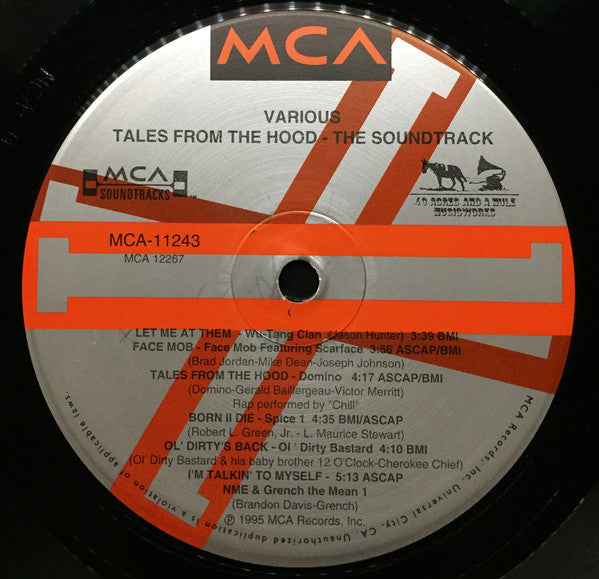 MCA
VARIOUS
TALES FROM THE HOOD - THE SOUNDTRACK
MCA
SOUNDTRACKS
TM
40 ACRES AND A MULE
MUSICWORKS
MCA-11243
MCA 12267
LET ME AT THEM - Wu-Tang Clan (Jason Hunter) 3:39 BMI
FACE MOB - Face Mob Featuring Scarface 3:56 ASCAP/BMI
(Brad Jordan-Mike Dean-Joseph Johnson)
TALES FROM THE HOOD - Domino 4:17 ASCAP/BMI
(Domino-Gerald Baillergeau-Victor Merritt)
Rap performed by "Chill"
BORN II DIE - Spice 1 4:35 BMI/ASCAP
(Robert L. Green, Jr. - L. Maurice Stewart)
OL' DIRTY'S BACK - Ol' Dirty Bastard 4:10 BMI
(Ol' Dirty Bastard & his baby brother 12 O'Clock-Cherokee Chief)
I'M TALKIN' TO MYSELF - 5:13 ASCAP
NME & Grench the Mean 1
(Brandon Davis-Grench)
℗ 1995 MCA Records, Inc.
MCA Records, Inc., Universal City, CA. Unauthorized duplication is a violation of applicable laws.